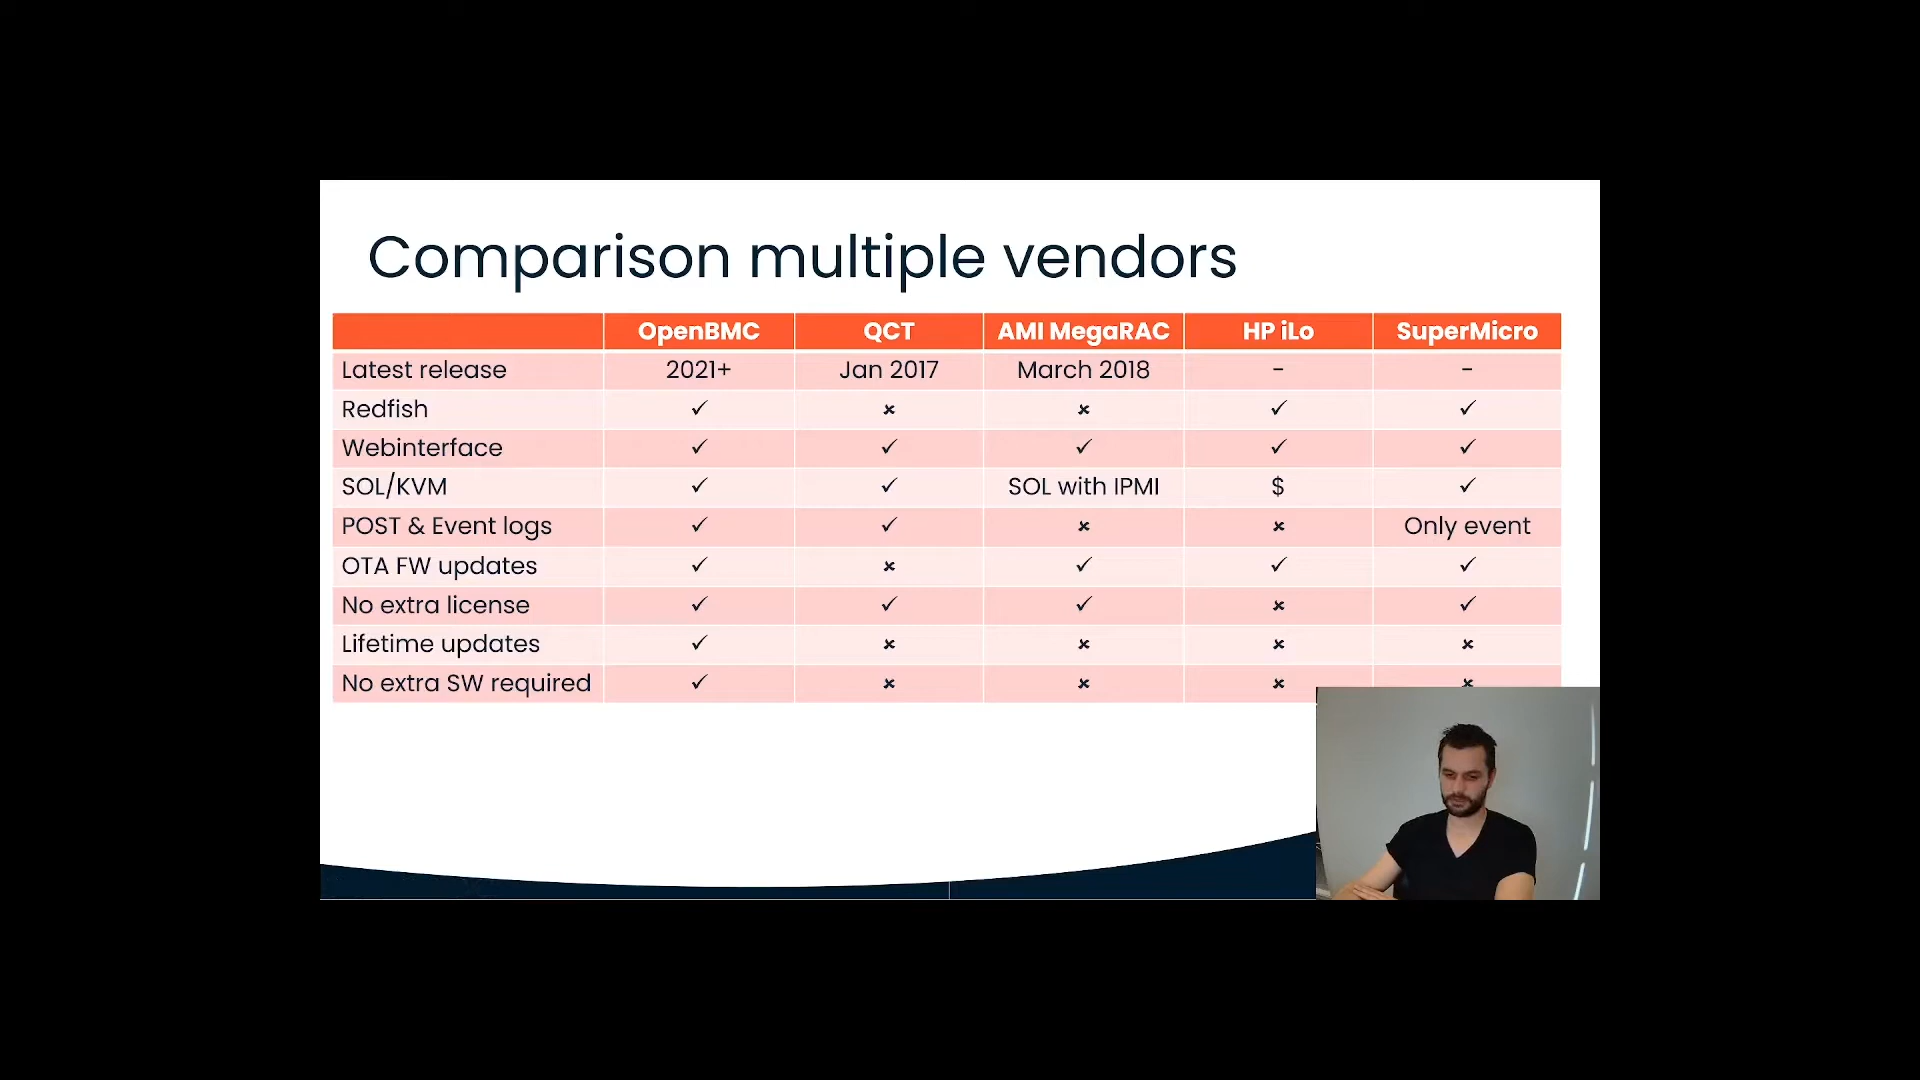 Comparison multiple vendors
OpenBMC QCT AMI MegaRAC HP iLo SuperMicro
Latest release 2021+ Jan 2017 March 2018 - -
Redfish ✓ × × ✓ ✓
Webinterface ✓ ✓ ✓ ✓ ✓
SOL/KVM ✓ ✓ SOL with IPMI $ ✓
POST & Event logs ✓ ✓ × × Only event
OTA FW updates ✓ × ✓ ✓ ✓
No extra license ✓ ✓ ✓ × ✓
Lifetime updates ✓ × × × ×
No extra SW required ✓ × × × ×